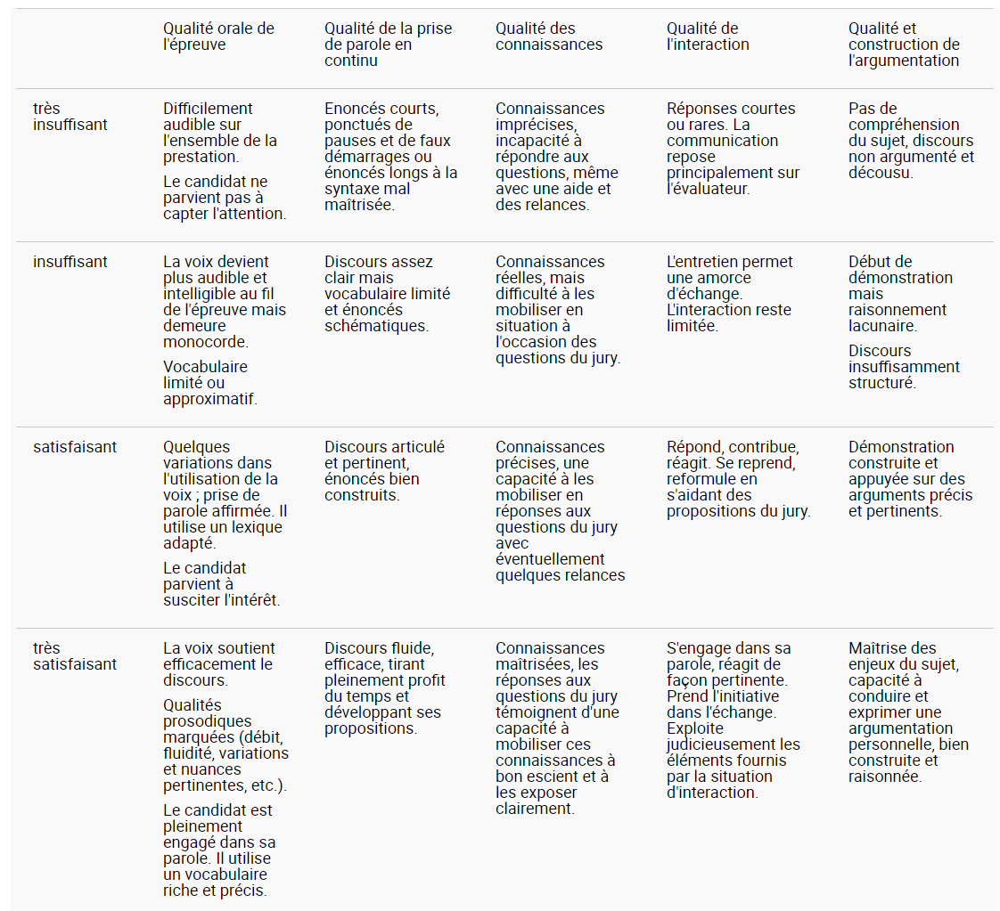 Qualité orale de
l'épreuve
Qualité de la prise
de parole en
continu
Qualité des
connaissances
Qualité de
l'interaction
Qualité et
construction de
l'argumentation
très
insuffisant
Difficilement
audible sur
l'ensemble de la
prestation.
Le candidat ne
parvient pas à
capter l'attention.
Enoncés courts,
ponctués de
pauses et de faux
démarrages ou
énoncés longs à la
syntaxe mal
maîtrisée.
Connaissances
imprécises,
incapacité à
répondre aux
questions, même
avec une aide et
des relances.
Réponses courtes
ou rares. La
communication
repose
principalement sur
l'évaluateur.
Pas de
compréhension
du sujet, discours
non argumenté et
décousu.
insuffisant
La voix devient
plus audible et
intelligible au fil
de l'épreuve mais
demeure
monocorde.
Vocabulaire
limité ou
approximatif.
Discours assez
clair mais
vocabulaire limité
et énoncés
schématiques.
Connaissances
réelles, mais
difficulté à les
mobiliser en
situation à
l'occasion des
questions du jury.
L'entretien permet
une amorce
d'échange.
L'interaction reste
limitée.
Début de
démonstration
mais
raisonnement
lacunaire.
Discours
insuffisamment
structuré.
satisfaisant
Quelques
variations dans
l'utilisation de la
voix ; prise de
parole affirmée. Il
utilise un lexique
adapté.
Le candidat
parvient à
susciter l'intérêt.
Discours articulé
et pertinent,
énoncés bien
construits.
Connaissances
précises, une
capacité à les
mobiliser en
réponses aux
questions du jury
avec
éventuellement
quelques relances
Répond, contribue,
réagit. Se reprend,
reformule en
s'aidant des
propositions du jury.
Démonstration
construite et
appuyée sur des
arguments précis
et pertinents.
très
satisfaisant
La voix soutient
efficacement le
discours.
Qualités
prosodiques
marquées (débit,
fluidité, variations
et nuances
pertinentes, etc.).
Le candidat est
pleinement
engagé dans sa
parole. Il utilise
un vocabulaire
riche et précis.
Discours fluide,
efficace, tirant
pleinement profit
du temps et
développant ses
propositions.
Connaissances
maîtrisées, les
réponses aux
questions du jury
témoignent d'une
capacité à
mobiliser ces
connaissances à
bon escient et à
les exposer
clairement.
S'engage dans sa
parole, réagit de
façon pertinente.
Prend l'initiative
dans l'échange.
Exploite
judicieusement les
éléments fournis
par la situation
d'interaction.
Maîtrise des
enjeux du sujet,
capacité à
conduire et
exprimer une
argumentation
personnelle, bien
construite et
raisonnée.